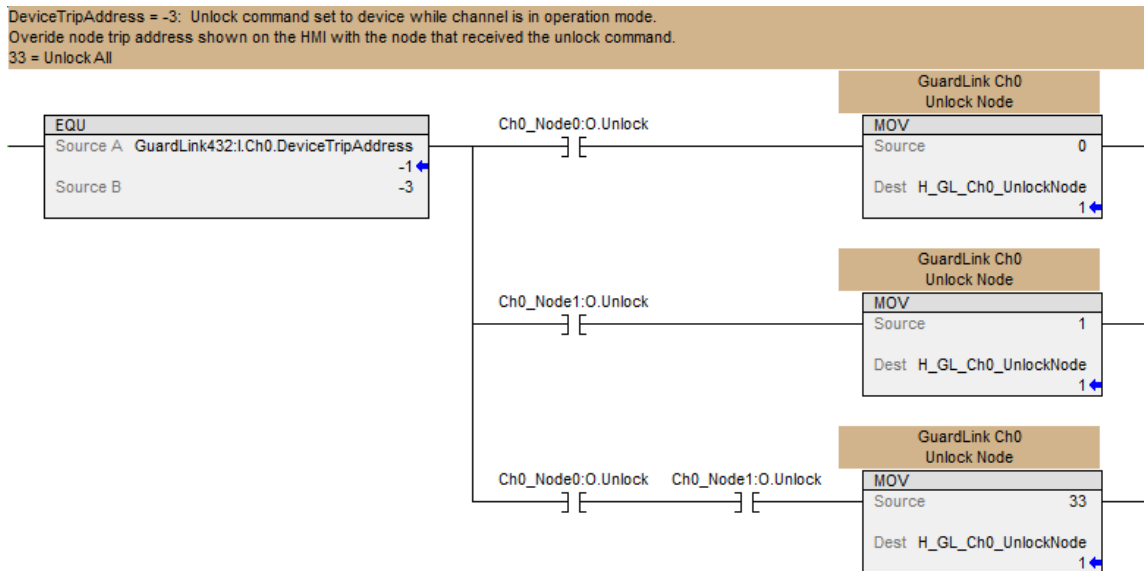 DeviceTripAddress = -3:  Unlock command set to device while channel is in operation mode.
Overide node trip address shown on the HMI with the node that received the unlock command.
33 = Unlock All
GuardLink Ch0
Unlock Node
EQU
Source A GuardLink432:I.Ch0.DeviceTripAddress
-1
Source B -3
Ch0_Node0:O.Unlock
MOV
Source 0
Dest H_GL_Ch0_UnlockNode
1
GuardLink Ch0
Unlock Node
Ch0_Node1:O.Unlock
MOV
Source 1
Dest H_GL_Ch0_UnlockNode
1
GuardLink Ch0
Unlock Node
Ch0_Node0:O.Unlock Ch0_Node1:O.Unlock
MOV
Source 33
Dest H_GL_Ch0_UnlockNode
1